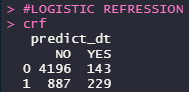 > #LOGISTIC REFRESSION
> crf
predict_dt
NO YES
0 4196 143
1 887 229